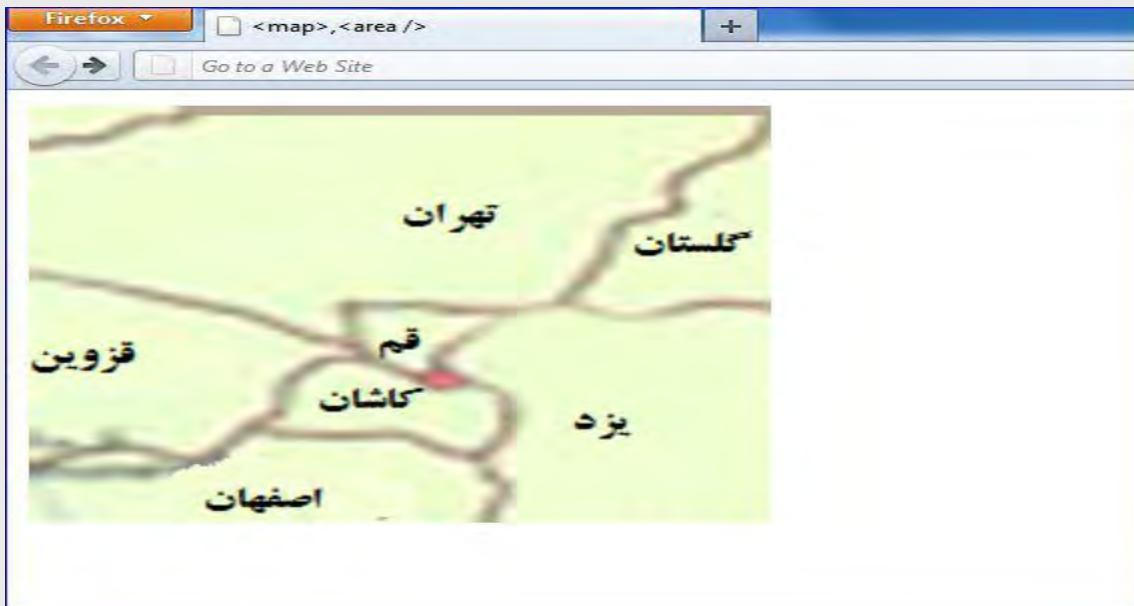 Firefox
<map>,<area />
Go to a Web Site
تهران
گلستان
قم
قزوین
کاشان
یزد
اصفهان